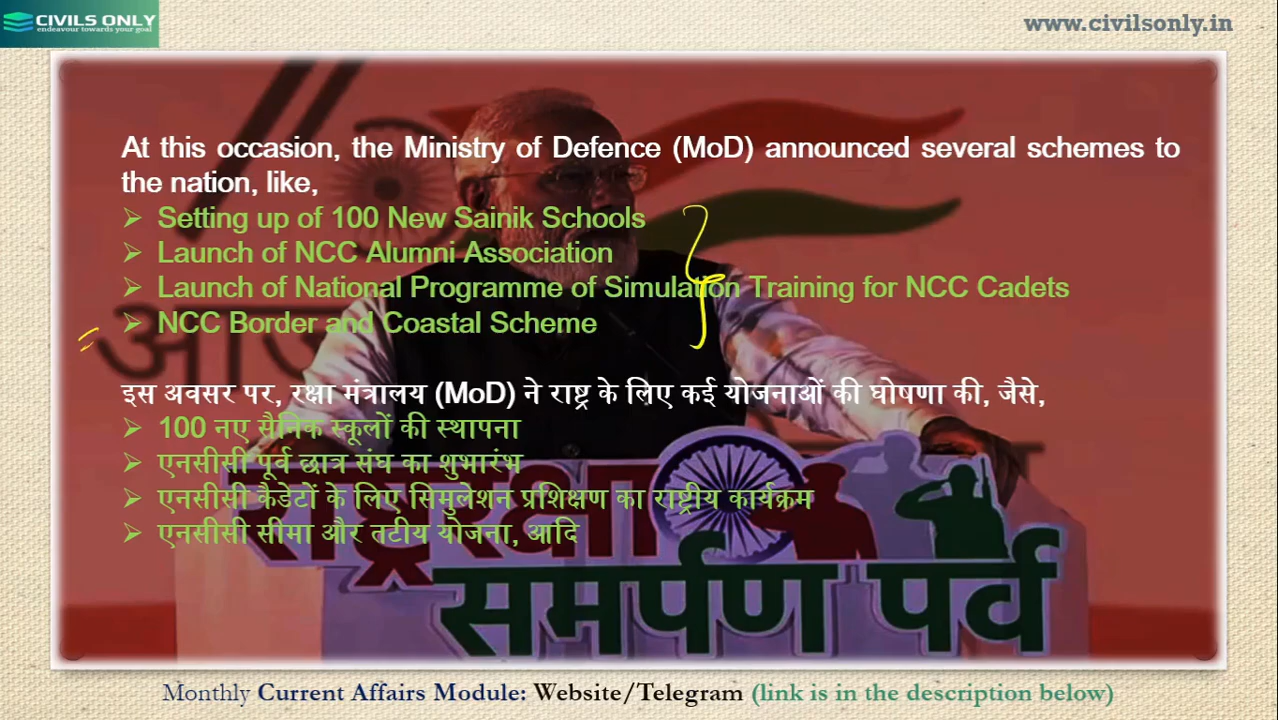 CIVILS ONLY
endeavour towards your goal
www.civilsonly.in
At this occasion, the Ministry of Defence (MoD) announced several schemes to
the nation, like,
➢ Setting up of 100 New Sainik Schools
➢ Launch of NCC Alumni Association
➢ Launch of National Programme of Simulation Training for NCC Cadets
➢ NCC Border and Coastal Scheme
इस अवसर पर, रक्षा मंत्रालय (MoD) ने राष्ट्र के लिए कई योजनाओं की घोषणा की, जैसे,
➢ 100 नए सैनिक स्कूलों की स्थापना
➢ एनसीसी पूर्व छात्र संघ का शुभारंभ
➢ एनसीसी कैडेटों के लिए सिमुलेशन प्रशिक्षण का राष्ट्रीय कार्यक्रम
➢ एनसीसी सीमा और तटीय योजना, आदि
राष्ट्ररक्षा
समर्पण पर्व
Monthly Current Affairs Module: Website/Telegram (link is in the description below)